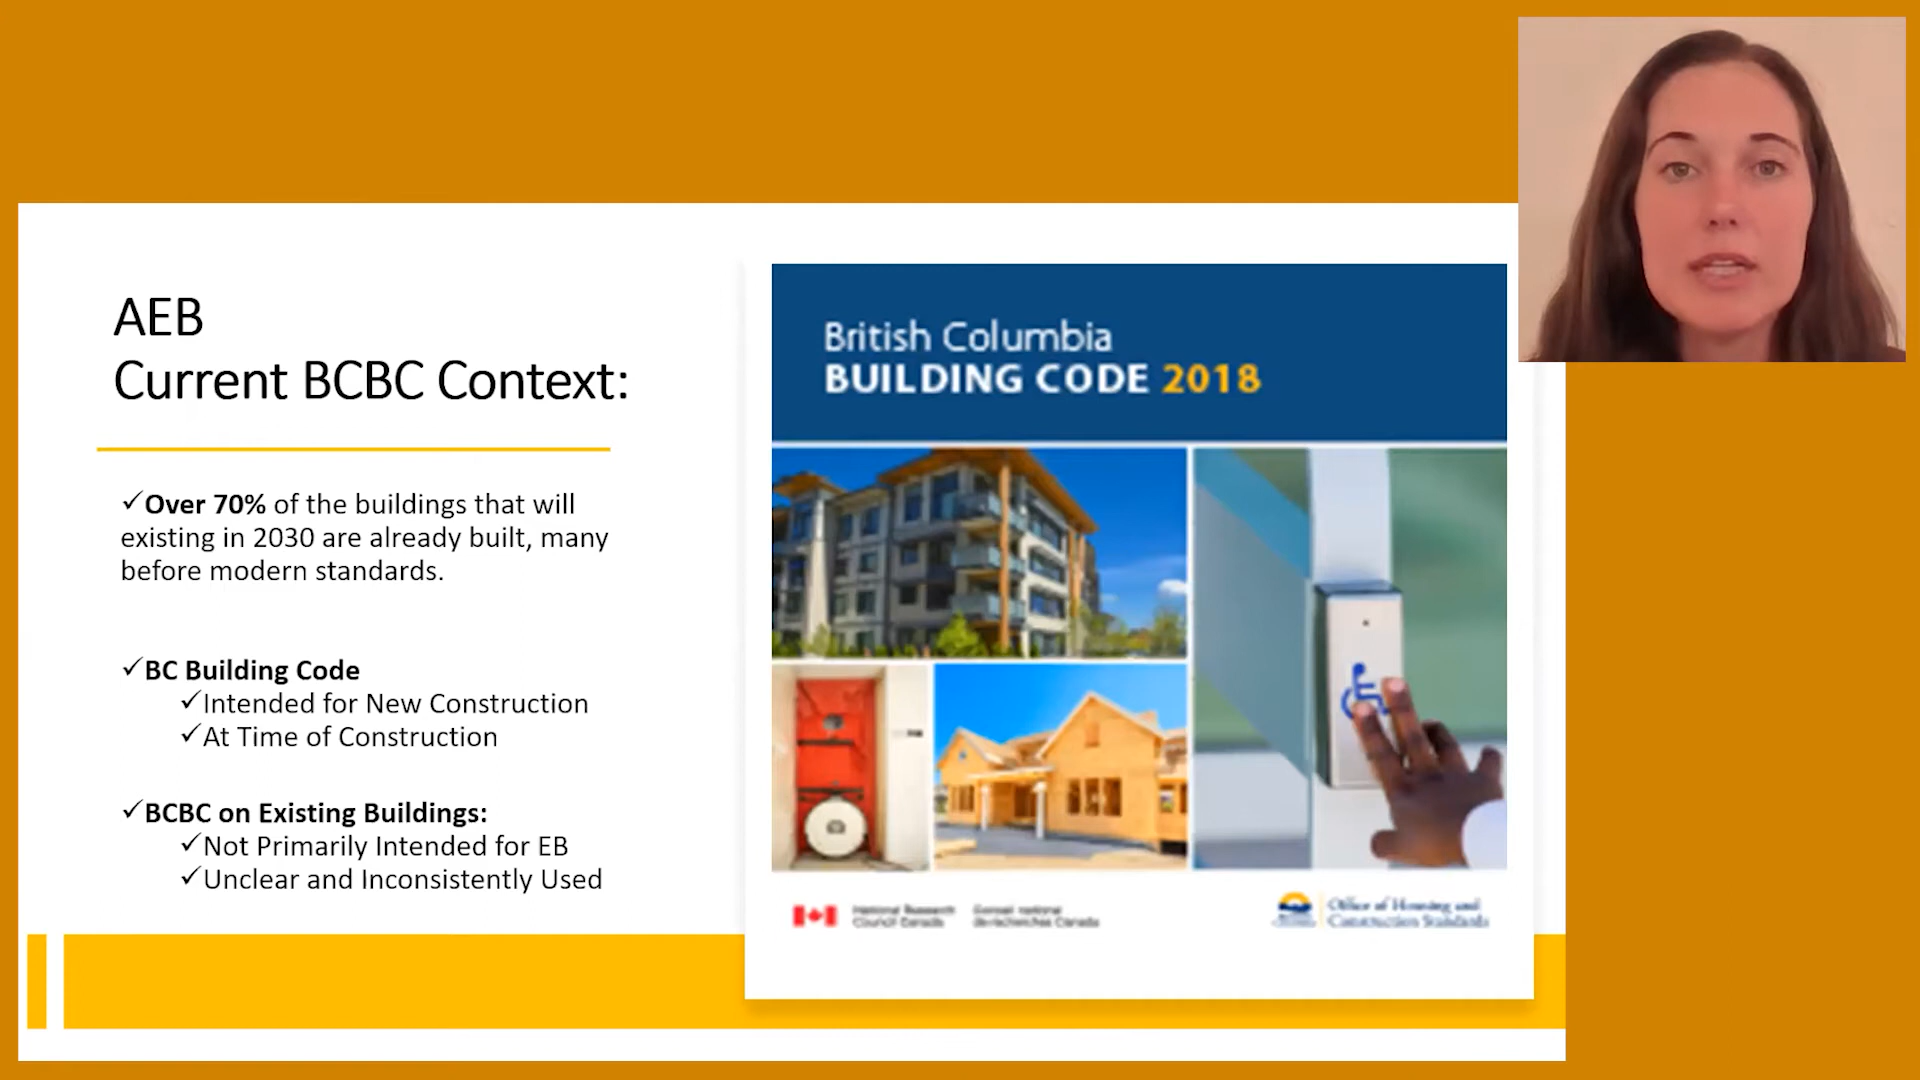 AEB
Current BCBC Context:
✓Over 70% of the buildings that will
existing in 2030 are already built, many
before modern standards.
✓BC Building Code
✓Intended for New Construction
✓At Time of Construction
✓BCBC on Existing Buildings:
✓Not Primarily Intended for EB
✓Unclear and Inconsistently Used
British Columbia
BUILDING CODE 2018
National Research
Council Canada
Conseil national
de recherches Canada
Office of Housing and
Construction Standards